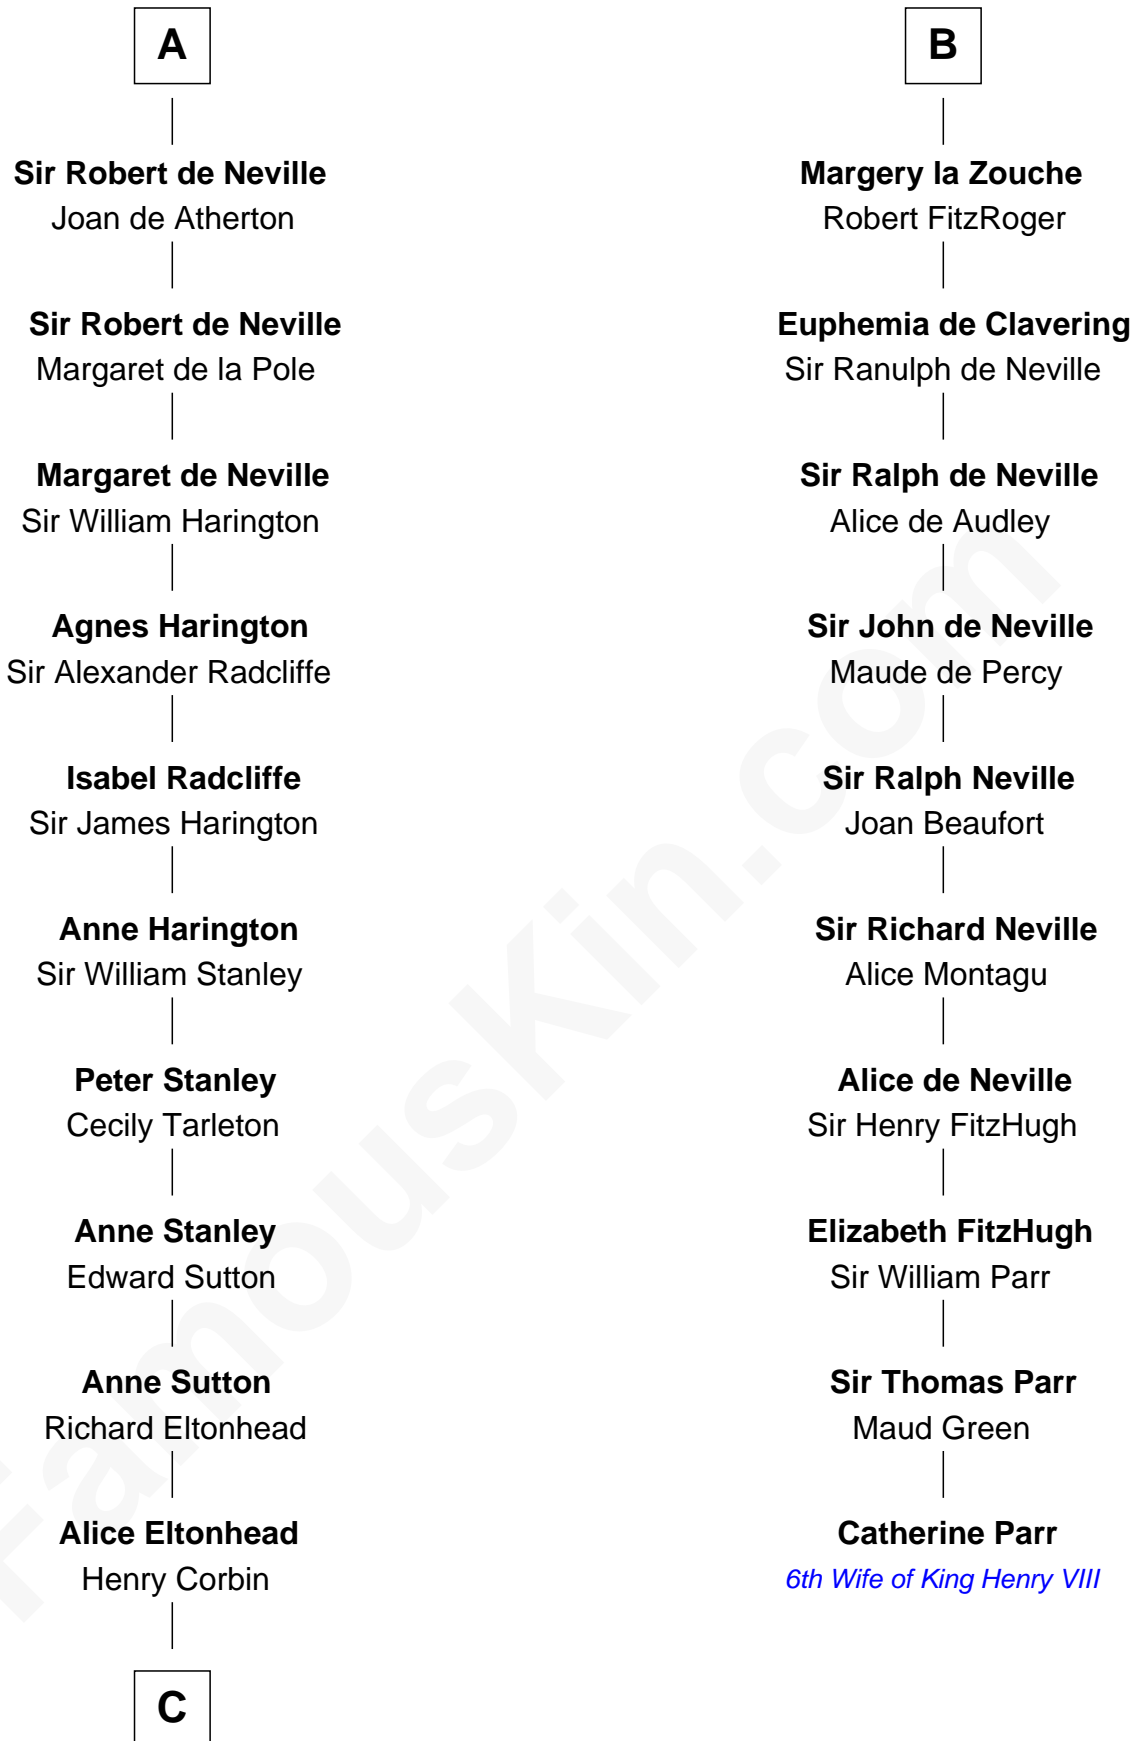 A
Sir Robert de Neville
Joan de Atherton
Sir Robert de Neville
Margaret de la Pole
Margaret de Neville
Sir William Harington
Agnes Harington
Sir Alexander Radcliffe
Isabel Radcliffe
Sir James Harington
Anne Harington
Sir William Stanley
Peter Stanley
Cecily Tarleton
Anne Stanley
Edward Sutton
Anne Sutton
Richard Eltonhead
Alice Eltonhead
Henry Corbin
C
B
Margery la Zouche
Robert FitzRoger
Euphemia de Clavering
Sir Ranulph de Neville
Sir Ralph de Neville
Alice de Audley
Sir John de Neville
Maude de Percy
Sir Ralph Neville
Joan Beaufort
Sir Richard Neville
Alice Montagu
Alice de Neville
Sir Henry FitzHugh
Elizabeth FitzHugh
Sir William Parr
Sir Thomas Parr
Maud Green
Catherine Parr
6th Wife of King Henry VIII
FamousKin.com